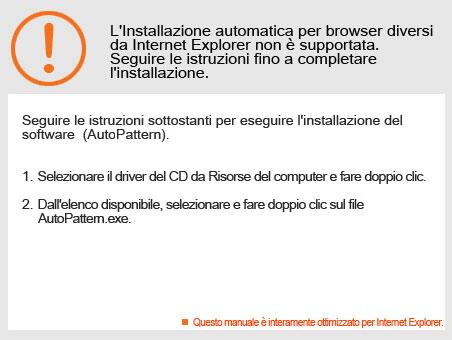 L'Installazione automatica per browser diversi
da Internet Explorer non è supportata.
Seguire le istruzioni fino a completare
l'installazione.
Seguire le istruzioni sottostanti per eseguire l'installazione del
software (AutoPattern).
1. Selezionare il driver del CD da Risorse del computer e fare doppio clic.
2. Dall'elenco disponibile, selezionare e fare doppio clic sul file
AutoPattern.exe.
Questo manuale è interamente ottimizzato per Internet Explorer.